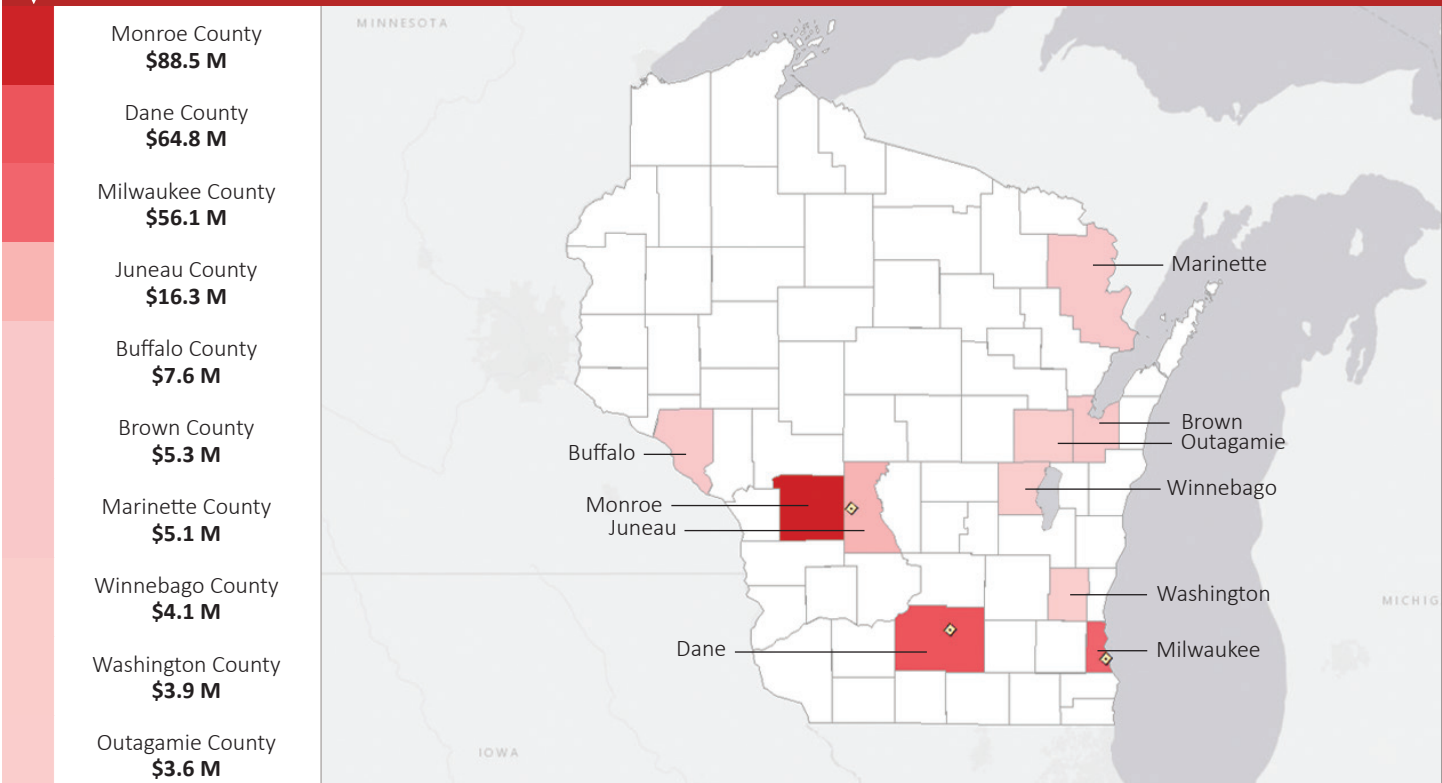 Monroe County
$88.5 M
Dane County
$64.8 M
Milwaukee County
$56.1 M
Juneau County
$16.3 M
Buffalo County
$7.6 M
Brown County
$5.3 M
Marinette County
$5.1 M
Winnebago County
$4.1 M
Washington County
$3.9 M
Outagamie County
$3.6 M
MINNESOTA
Marinette
Brown
Outagamie
Buffalo
Winnebago
Monroe
Juneau
Washington
MICHIG
Dane
Milwaukee
IOWA